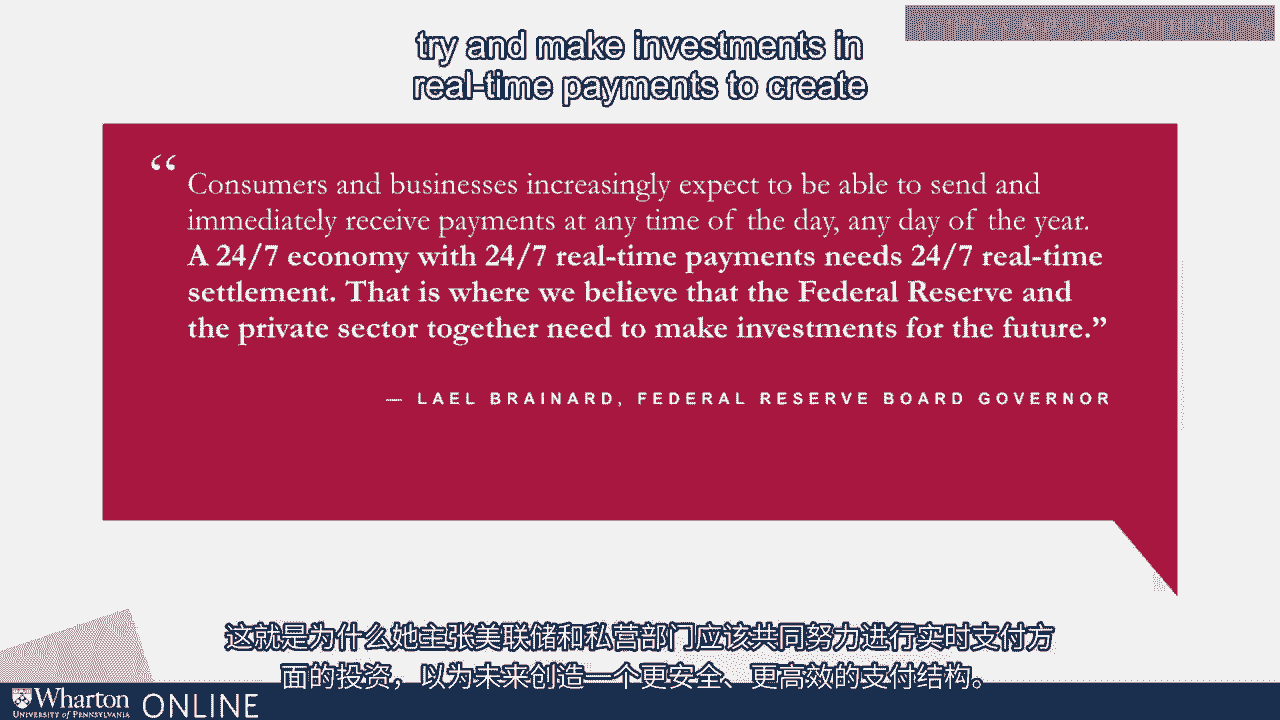 try and make investments in
real-time payments to create
“ Consumers and businesses increasingly expect to be able to send and
immediately receive payments at any time of the day, any day of the year.
A 24/7 economy with 24/7 real-time payments needs 24/7 real-time
settlement. That is where we believe that the Federal Reserve and
the private sector together need to make investments for the future.”
— LAEL BRAINARD, FEDERAL RESERVE BOARD GOVERNOR
这就是为什么她主张美联储和私营部门应该共同努力进行实时支付方
面的投资，以为未来创造一个更安全、更高效的支付结构。
Wharton
UNIVERSITY of PENNSYLVANIA
ONLINE